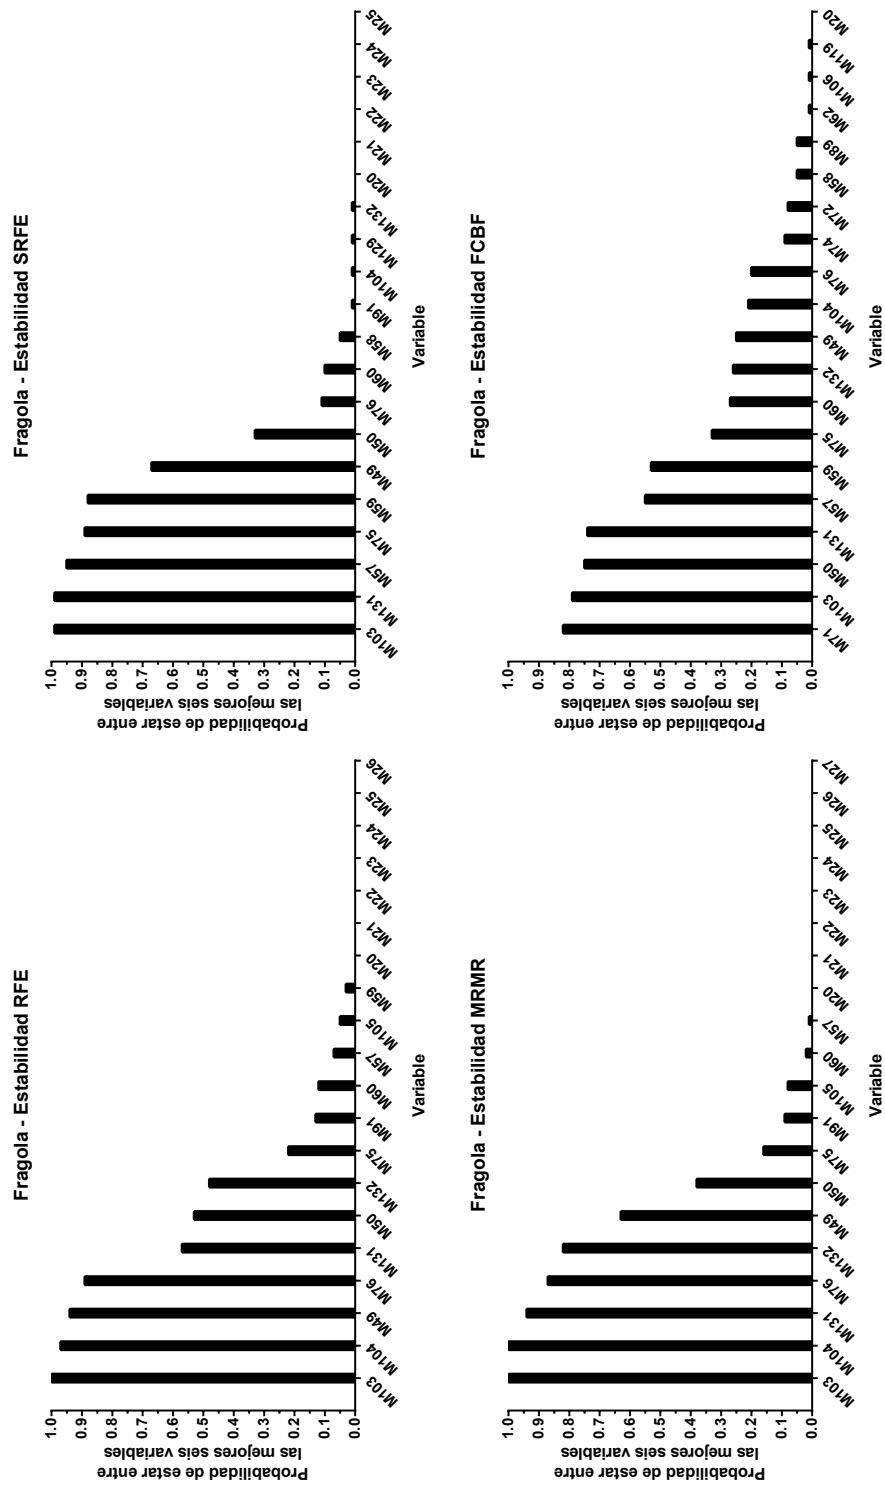 Fragola - Estabilidad RFE
Probabilidad de estar entre
las mejores seis variables
1.0
0.9
0.8
0.7
0.6
0.5
0.4
0.3
0.2
0.1
0.0
M103 M104 M49 M76 M131 M50 M132 M75 M91 M60 M57 M105 M59 M20 M21 M22 M23 M24 M25 M26
Variable
Fragola - Estabilidad SRFE
Probabilidad de estar entre
las mejores seis variables
1.0
0.9
0.8
0.7
0.6
0.5
0.4
0.3
0.2
0.1
0.0
M103 M131 M57 M75 M59 M49 M50 M76 M60 M58 M91 M104 M129 M132 M20 M21 M22 M23 M24 M25
Variable
Fragola - Estabilidad MRMR
Probabilidad de estar entre
las mejores seis variables
1.0
0.9
0.8
0.7
0.6
0.5
0.4
0.3
0.2
0.1
0.0
M103 M104 M131 M76 M132 M49 M50 M75 M91 M105 M60 M57 M20 M21 M22 M23 M24 M25 M26 M27
Variable
Fragola - Estabilidad FCBF
Probabilidad de estar entre
las mejores seis variables
1.0
0.9
0.8
0.7
0.6
0.5
0.4
0.3
0.2
0.1
0.0
M71 M103 M50 M131 M57 M59 M75 M60 M132 M49 M104 M76 M74 M72 M58 M89 M62 M106 M119 M20
Variable